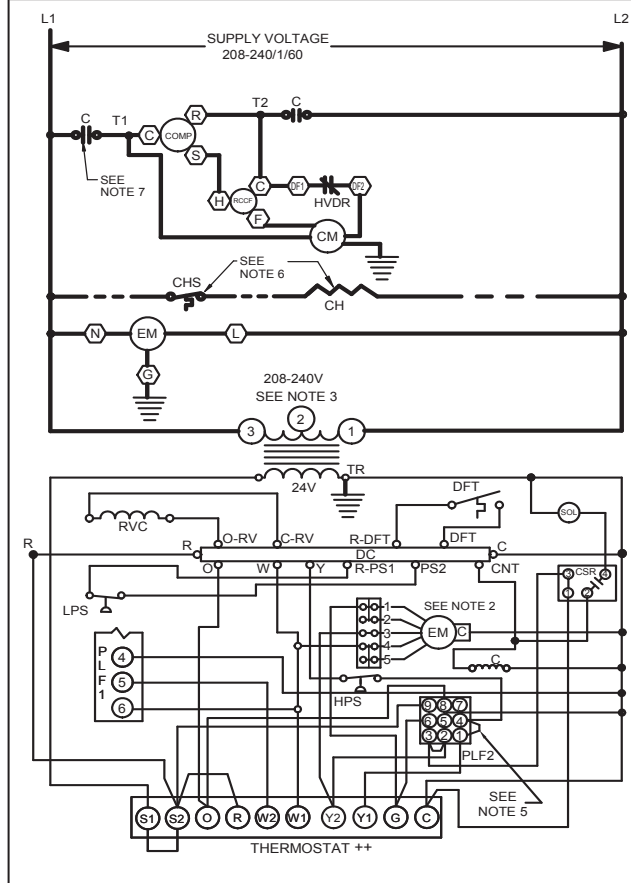 L1 L2
SUPPLY VOLTAGE
208-240/1/60
C T1 C COMP R T2 C
S
SEE
NOTE 7
H RCCF C DF1 DF2
HVDR
F
CM
SEE
NOTE 6
CHS
CH
N EM L
G
208-240V
SEE NOTE 3
3 2 1
TR
24V
DFT
SOL
RVC
R R O-RV C-RV R-DFT DFT C
DC
O W Y R-PS1 PS2 CNT
3 CSR 4
1 2
LPS
1
2
3
4
5
SEE NOTE 2
EM C
C
P
L
F
1
4
5
6
HPS
9 8 7
6 5 4
3 2 1
PLF2
SEE
NOTE 5
S1 S2 O R W2 W1 Y2 Y1 G C
THERMOSTAT ++